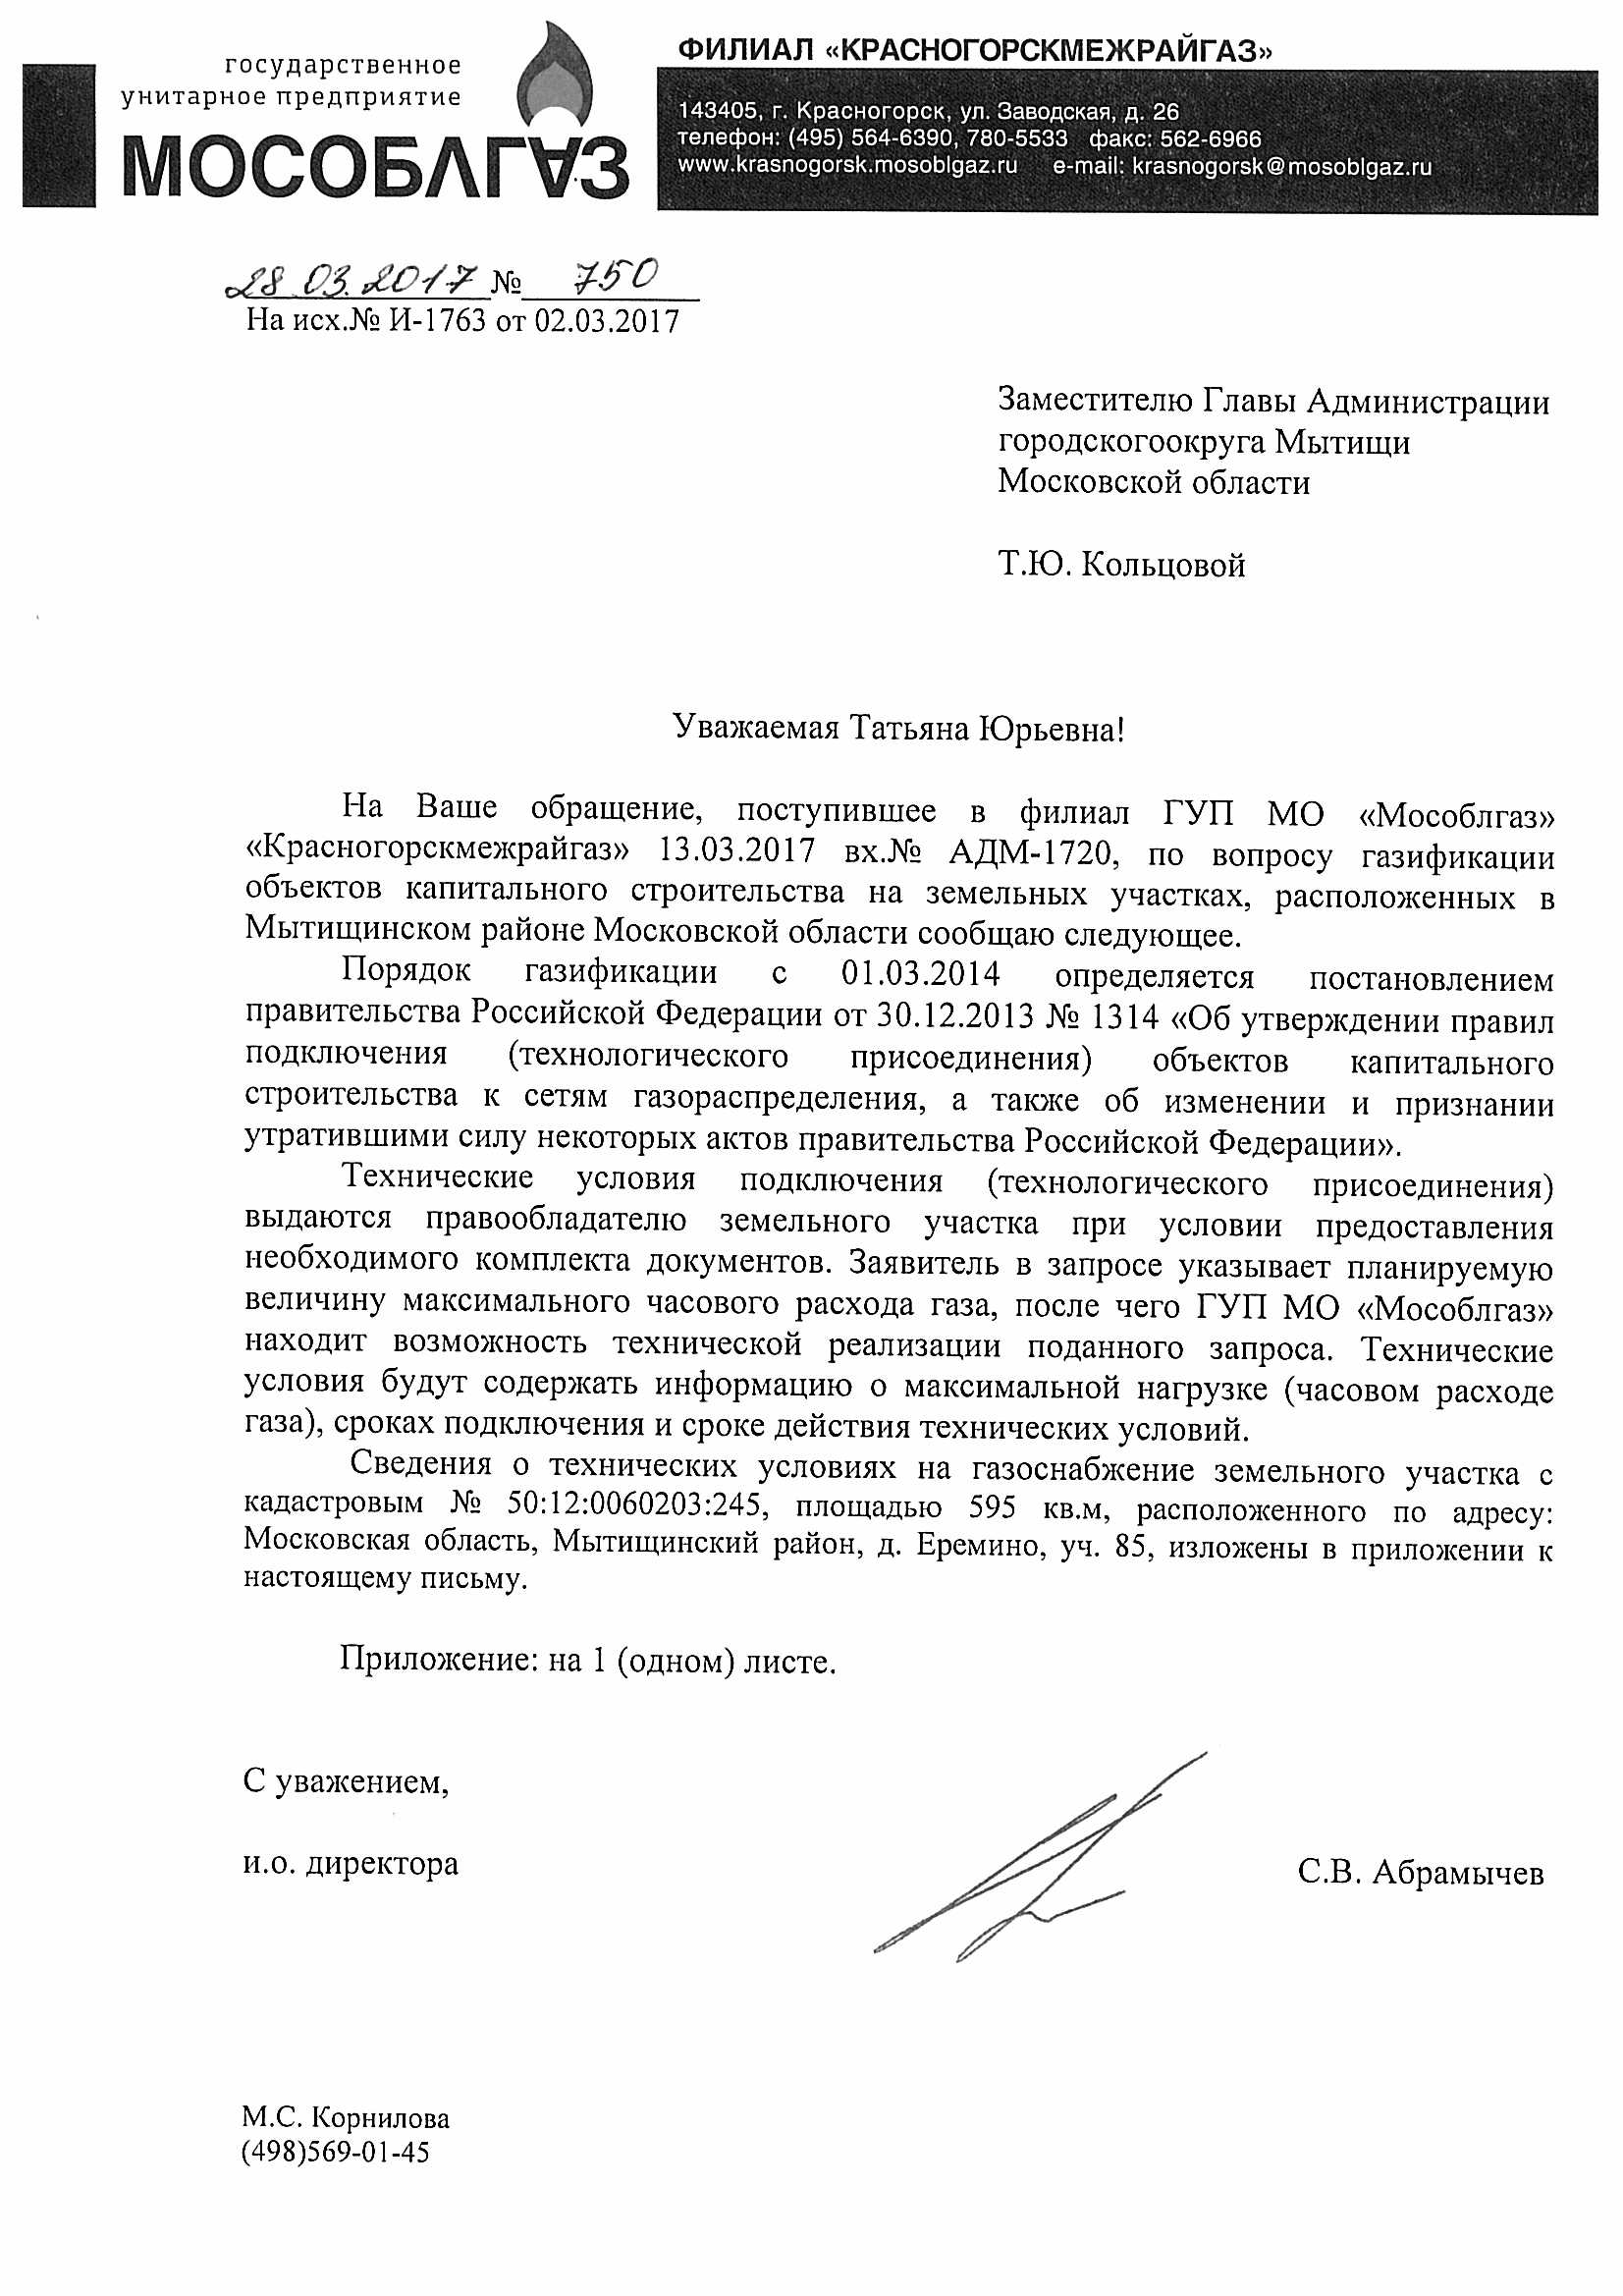 государственное
унитарное предприятие
МОСОБЛГАЗ
ФИЛИАЛ «КРАСНОГОРСКМЕЖРАЙГАЗ»
143405, г. Красногорск, ул. Заводская, д. 26
телефон: (495) 564-6390, 780-5533 факс: 562-6966
www.krasnogorsk.mosoblgaz.ru e-mail: krasnogorsk@mosoblgaz.ru
28.03.2017 № 750
На исх.№ И-1763 от 02.03.2017
Заместителю Главы Администрации
городскогоокруга Мытищи
Московской области
Т.Ю. Кольцовой
Уважаемая Татьяна Юрьевна!
На Ваше обращение, поступившее в филиал ГУП МО «Мособлгаз»
«Красногорскмежрайгаз» 13.03.2017 вх.№ АДМ-1720, по вопросу газификации
объектов капитального строительства на земельных участках, расположенных в
Мытищинском районе Московской области сообщаю следующее.
Порядок газификации с 01.03.2014 определяется постановлением
правительства Российской Федерации от 30.12.2013 № 1314 «Об утверждении правил
подключения (технологического присоединения) объектов капитального
строительства к сетям газораспределения, а также об изменении и признании
утратившими силу некоторых актов правительства Российской Федерации».
Технические условия подключения (технологического присоединения)
выдаются правообладателю земельного участка при условии предоставления
необходимого комплекта документов. Заявитель в запросе указывает планируемую
величину максимального часового расхода газа, после чего ГУП МО «Мособлгаз»
находит возможность технической реализации поданного запроса. Технические
условия будут содержать информацию о максимальной нагрузке (часовом расходе
газа), сроках подключения и сроке действия технических условий.
Сведения о технических условиях на газоснабжение земельного участка с
кадастровым № 50:12:0060203:245, площадью 595 кв.м, расположенного по адресу:
Московская область, Мытищинский район, д. Еремино, уч. 85, изложены в приложении к
настоящему письму.
Приложение: на 1 (одном) листе.
С уважением,
и.о. директора
С.В. Абрамычев
М.С. Корнилова
(498)569-01-45